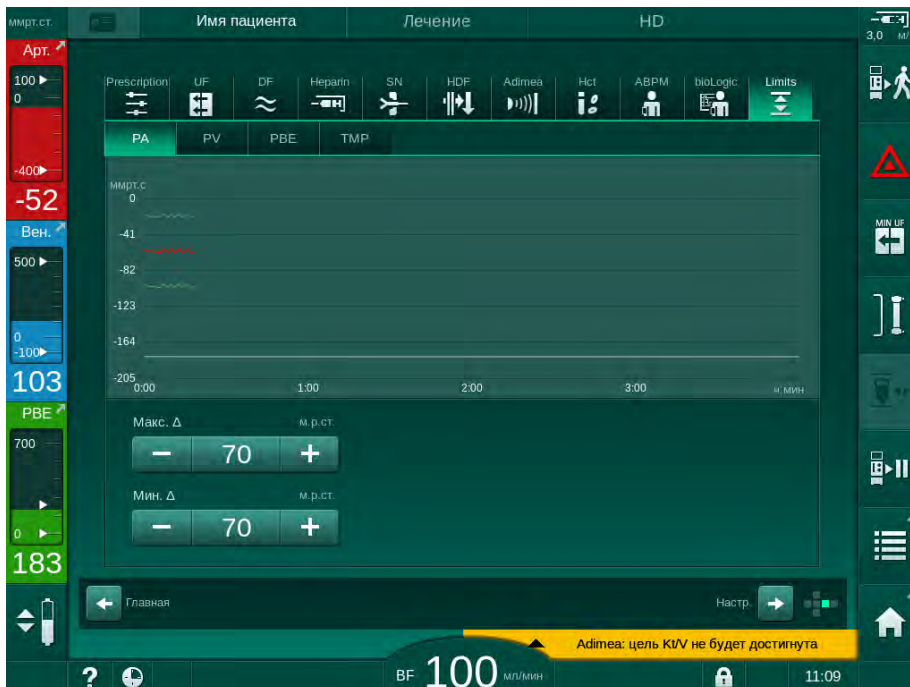 ммрт.ст.
Имя пациента
Лечение
HD
3,0 м/
Арт.
100
0
-400
-52
Вен.
500
0
-100
103
PBE
700
0
183
Prescription
UF
DF
Heparin
SN
HDF
Adimea
Hct
ABPM
bioLogic
Limits
PA
PV
PBE
TMP
ммрт.с
0
-41
-82
-123
-164
-205
0:00
1:00
2:00
3:00
ч:мин
Макс. Δ
м.р.ст.
70
Мин. Δ
м.р.ст.
70
MIN UF
Главная
Настр.
Adimea: цель Kt/V не будет достигнута
?
BF 100 мл/мин
11:09